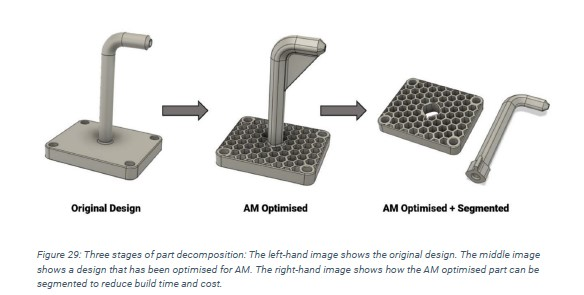 Original Design
AM Optimised
AM Optimised + Segmented
Figure 29: Three stages of part decomposition: The left-hand image shows the original design. The middle image
shows a design that has been optimised for AM. The right-hand image shows how the AM optimised part can be
segmented to reduce build time and cost.